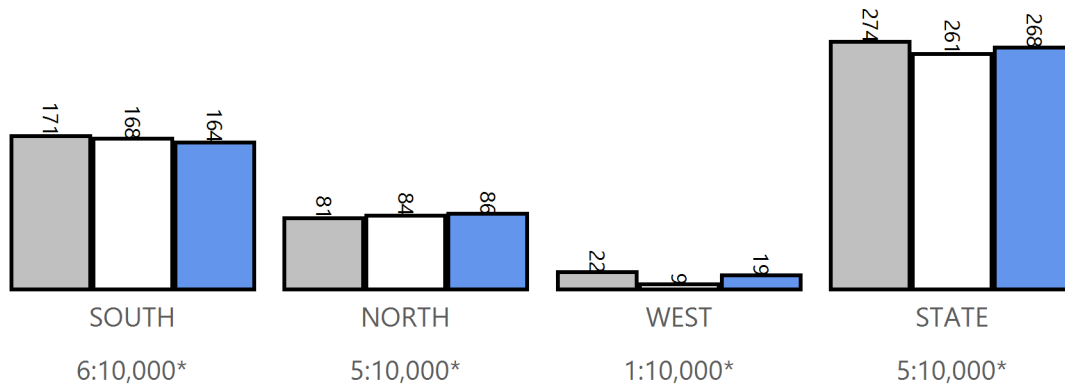 171 168 164 81 84 86 22 9 19 274 261 268
SOUTH NORTH WEST STATE
6:10,000* 5:10,000* 1:10,000* 5:10,000*